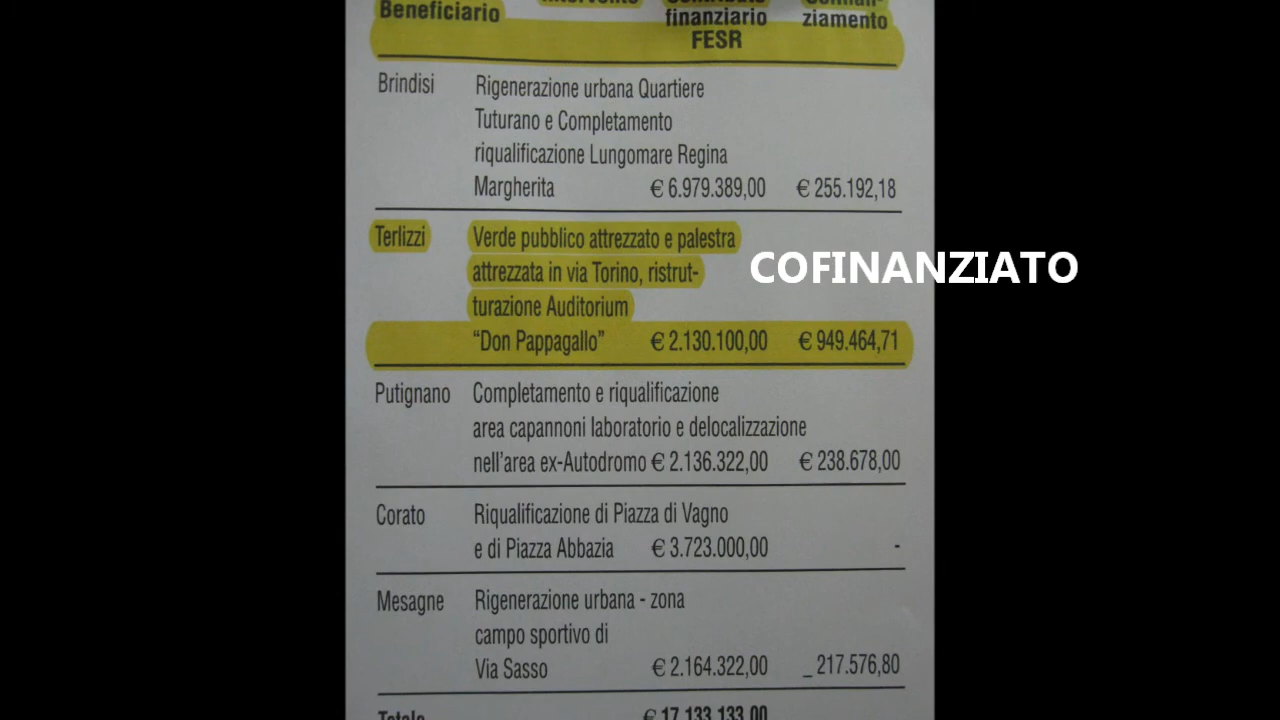 Beneficiario
finanziario
FESR
ziamento
Brindisi Rigenerazione urbana Quartiere
Tuturano e Completamento
riqualificazione Lungomare Regina
Margherita € 6.979.389,00 € 255.192,18
Terlizzi Verde pubblico attrezzato e palestra
attrezzata in via Torino, ristrut-
turazione Auditorium
“Don Pappagallo” € 2.130.100,00 € 949.464,71
COFINANZIATO
Putignano Completamento e riqualificazione
area capannoni laboratorio e delocalizzazione
nell’area ex-Autodromo € 2.136.322,00 € 238.678,00
Corato Riqualificazione di Piazza di Vagno
e di Piazza Abbazia € 3.723.000,00 -
Mesagne Rigenerazione urbana - zona
campo sportivo di
Via Sasso € 2.164.322,00 _ 217.576,80
Totale € 17.133.133,00